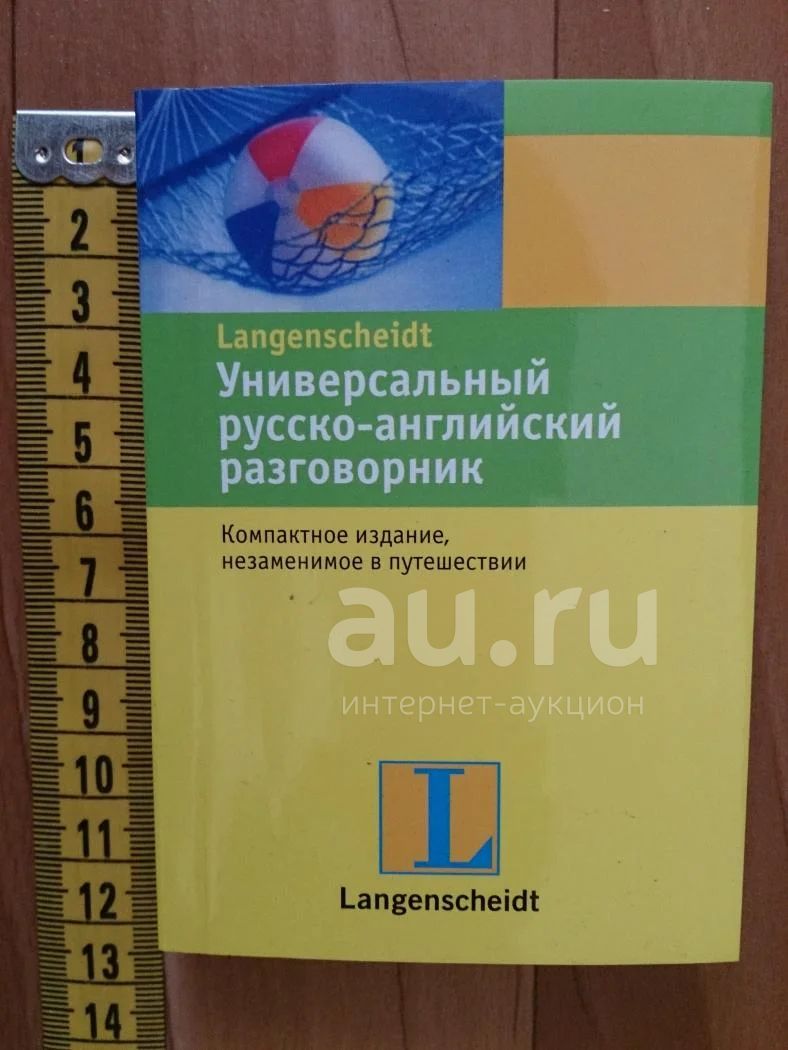 1
2
3
4
5
6
7
8
9
10
11
12
13
14
Langenscheidt
Универсальный
русско-английский
разговорник
Компактное издание,
незаменимое в путешествии
au.ru
интернет-аукцион
L
Langenscheidt